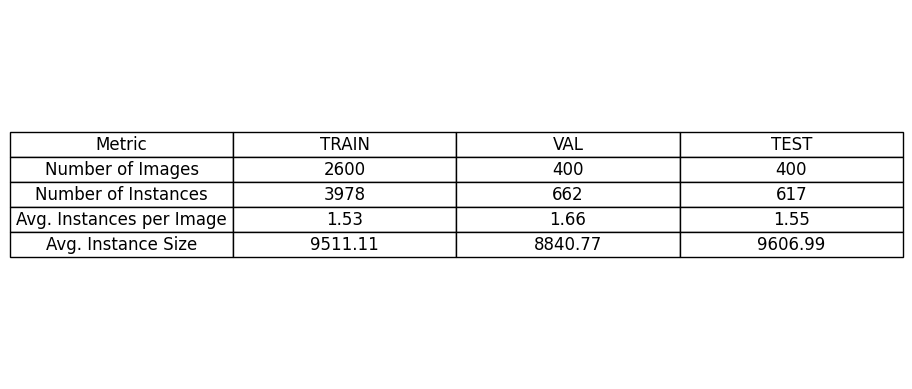 Metric TRAIN VAL TEST
Number of Images 2600 400 400
Number of Instances 3978 662 617
Avg. Instances per Image 1.53 1.66 1.55
Avg. Instance Size 9511.11 8840.77 9606.99